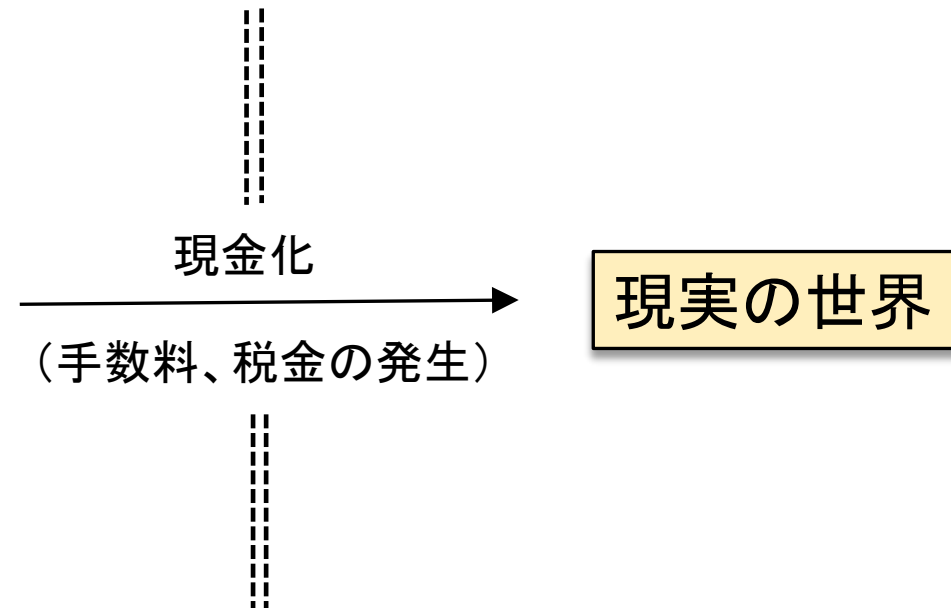 現金化
現実の世界
（手数料、税金の発生）